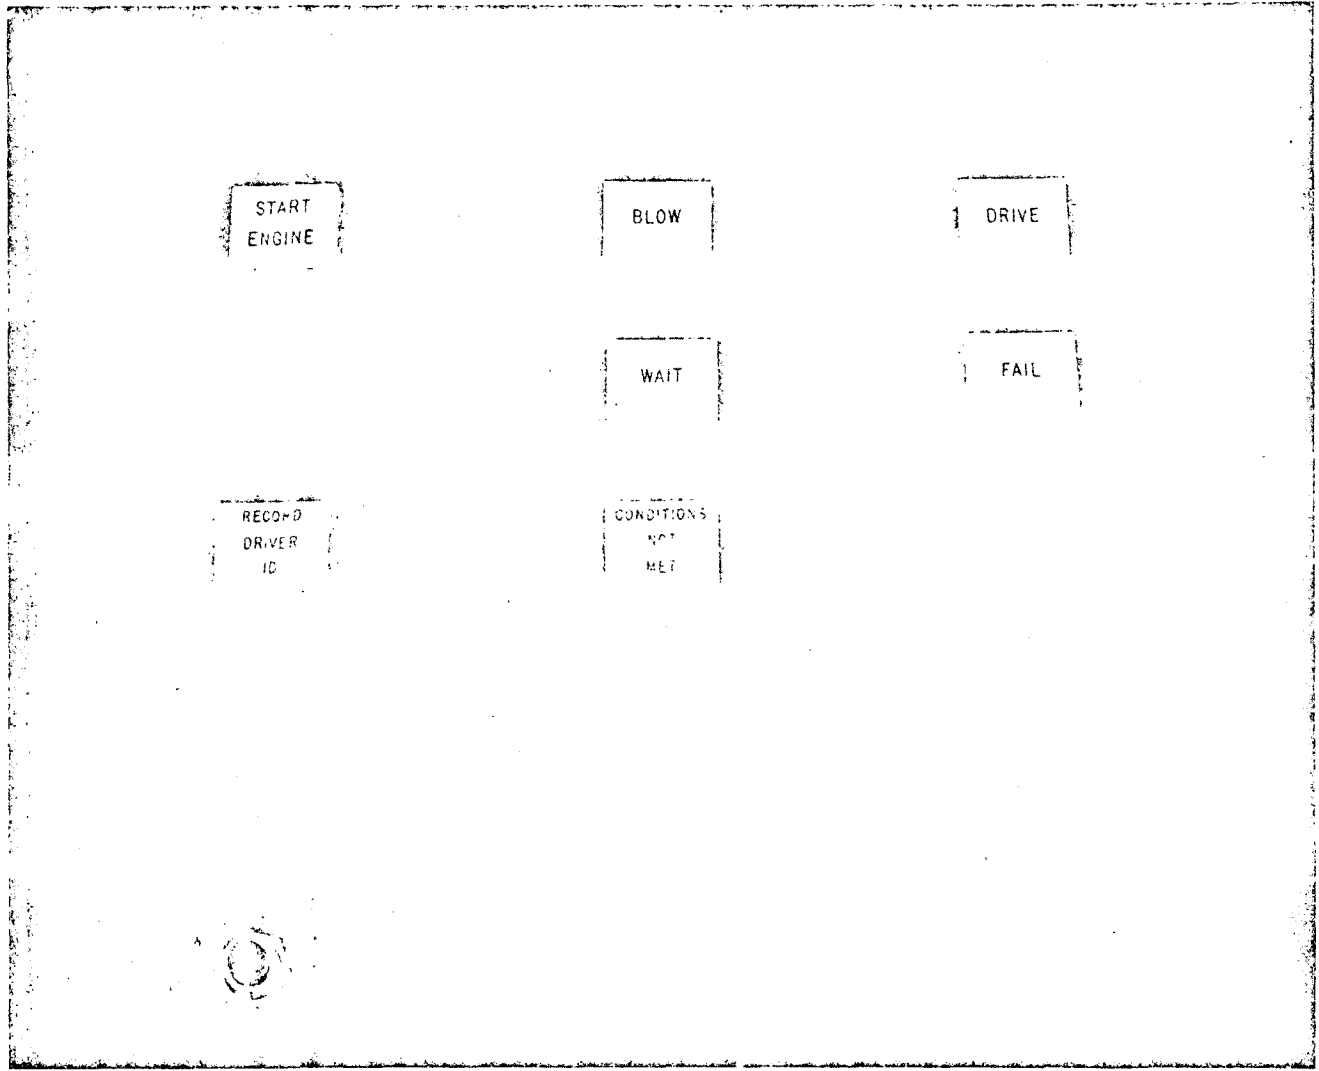 START
ENGINE
BLOW
DRIVE
WAIT
FAIL
RECORD
DRIVER
ID
CONDITIONS
NOT
MET